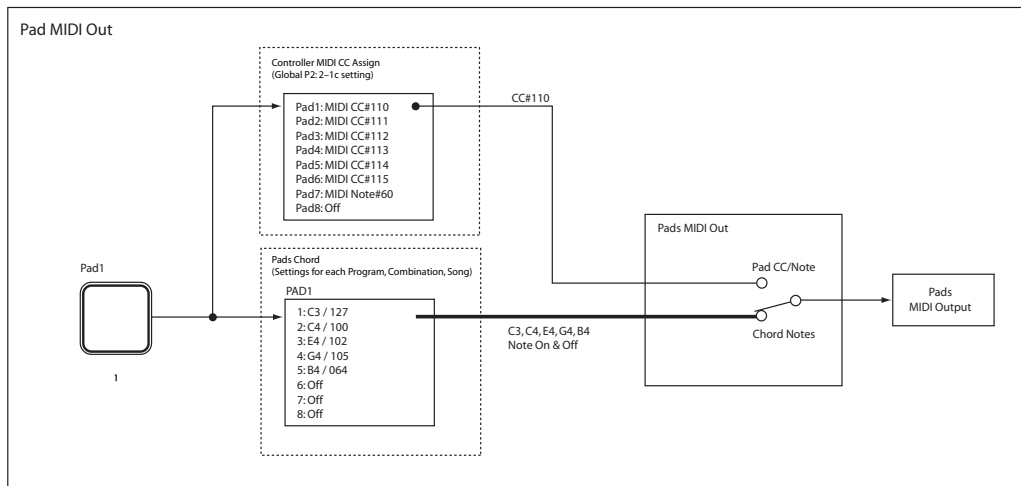 Pad MIDI Out
Controller MIDI CC Assign
(Global P2: 2–1c setting)
Pad1: MIDI CC#110
Pad2: MIDI CC#111
Pad3: MIDI CC#112
Pad4: MIDI CC#113
Pad5: MIDI CC#114
Pad6: MIDI CC#115
Pad7: MIDI Note#60
Pad8: Off
CC#110
Pad1
1
Pads Chord
(Settings for each Program, Combination, Song)
PAD1
1: C3 / 127
2: C4 / 100
3: E4 / 102
4: G4 / 105
5: B4 / 064
6: Off
7: Off
8: Off
C3, C4, E4, G4, B4
Note On & Off
Pads MIDI Out
Pad CC/Note
Chord Notes
Pads
MIDI Output